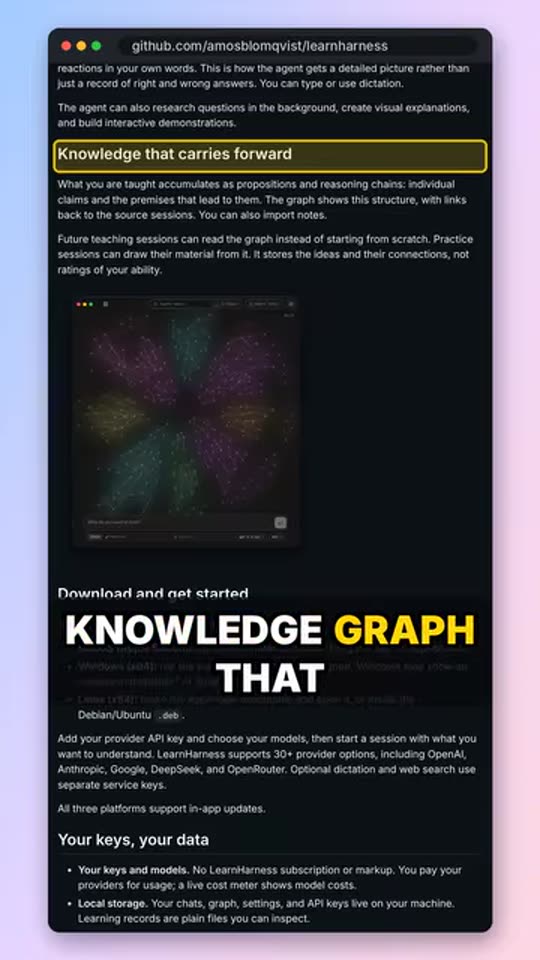 github.com/amosblomqvist/learnharness
reactions in your own words. This is how the agent gets a detailed picture rather than
just a record of right and wrong answers. You can type or use dictation.
The agent can also research questions in the background, create visual explanations,
and build interactive demonstrations.
Knowledge that carries forward
What you are taught accumulates as propositions and reasoning chains: individual
claims and the premises that lead to them. The graph shows this structure, with links
back to the source sessions. You can also import notes.
Future teaching sessions can read the graph instead of starting from scratch. Practice
sessions can draw their material from it. It stores the ideas and their connections, not
ratings of your ability.
Download and get started
KNOWLEDGE GRAPH
THAT
Debian/Ubuntu .deb .
Add your provider API key and choose your models, then start a session with what you
want to understand. LearnHarness supports 30+ provider options, including OpenAI,
Anthropic, Google, DeepSeek, and OpenRouter. Optional dictation and web search use
separate service keys.
All three platforms support in-app updates.
Your keys, your data
• Your keys and models. No LearnHarness subscription or markup. You pay your
providers for usage; a live cost meter shows model costs.
• Local storage. Your chats, graph, settings, and API keys live on your machine.
Learning records are plain files you can inspect.